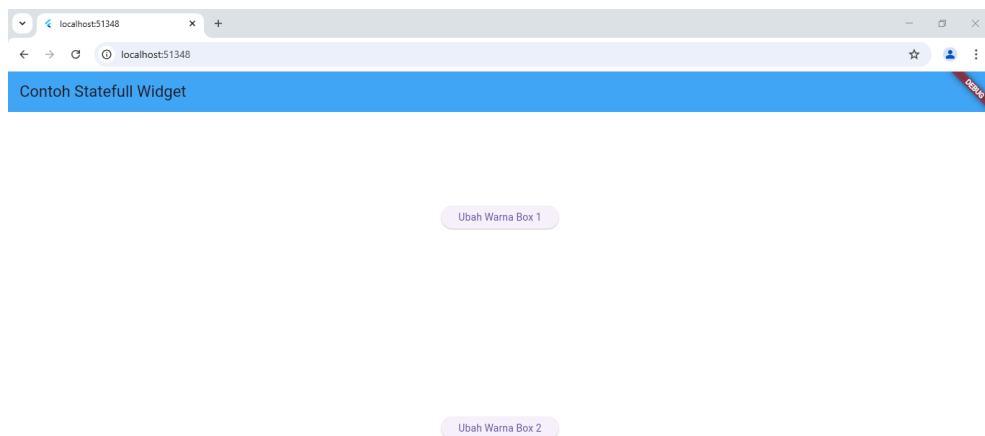 localhost:51348
localhost:51348
Contoh Statefull Widget
DEBUG
Ubah Warna Box 1
Ubah Warna Box 2